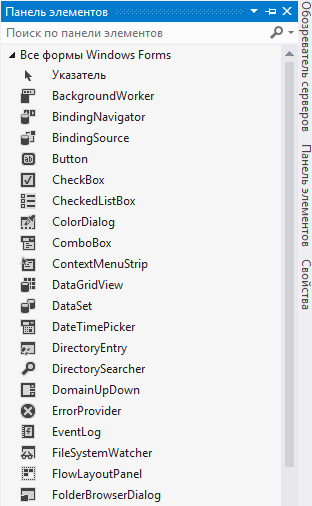 Панель элементов
Поиск по панели элементов
Все формы Windows Forms
Указатель
BackgroundWorker
BindingNavigator
BindingSource
Button
CheckBox
CheckedListBox
ColorDialog
ComboBox
ContextMenuStrip
DataGridView
DataSet
DateTimePicker
DirectoryEntry
DirectorySearcher
DomainUpDown
ErrorProvider
EventLog
FileSystemWatcher
FlowLayoutPanel
FolderBrowserDialog
Обозреватель серверов
Панель элементов
Свойства